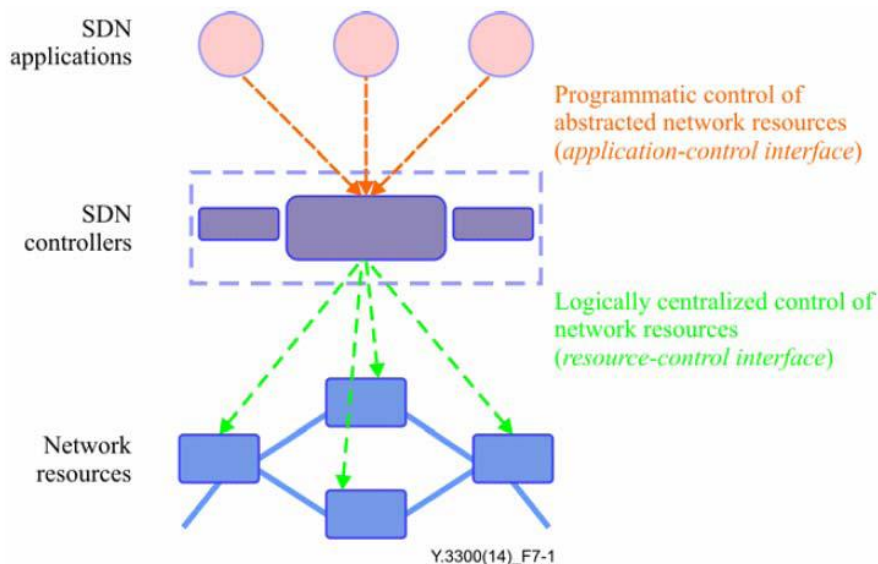 SDN
applications
Programmatic control of
abstracted network resources
(application-control interface)
SDN
controllers
Logically centralized control of
network resources
(resource-control interface)
Network
resources
Y.3300(14)_F7-1